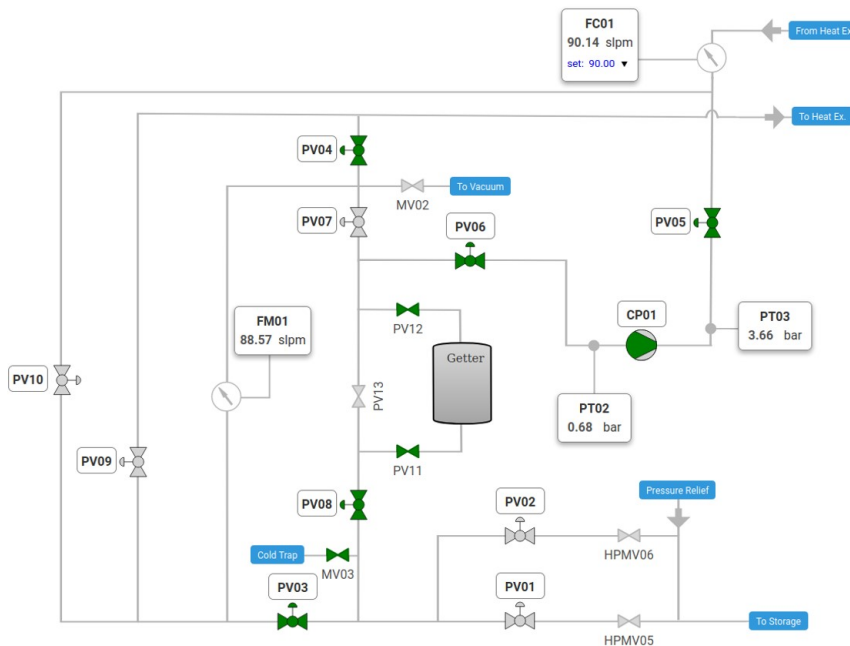 FC01
90.14 slpm
set: 90.00 ▼
From Heat Ex
To Heat Ex.
PV04
To Vacuum
MV02
PV07
PV06
PV05
FM01
88.57 slpm
PV12
CP01
PT03
3.66 bar
Getter
PV10
PV13
PT02
0.68 bar
PV09
PV11
PV08
Pressure Relief
PV02
Cold Trap
HPMV06
MV03
PV03
PV01
To Storage
HPMV05